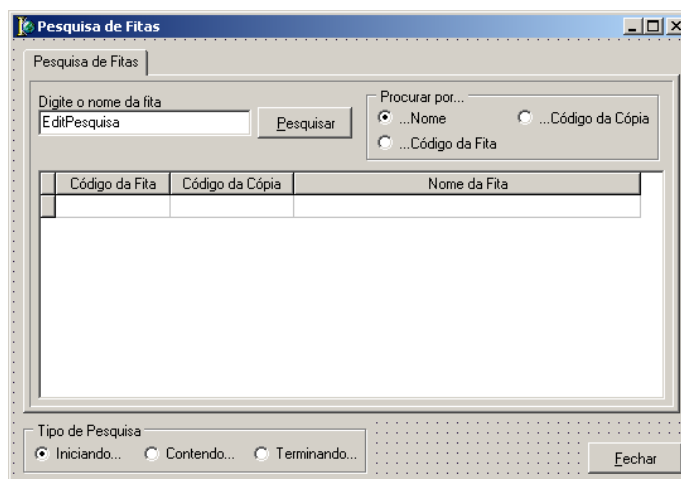 Pesquisa de Fitas
Pesquisa de Fitas
Digite o nome da fita
EditPesquisa
Pesquisar
Procurar por...
...Nome
...Código da Cópia
...Código da Fita
Código da Fita
Código da Cópia
Nome da Fita
Tipo de Pesquisa
Iniciando...
Contendo...
Terminando...
Fechar